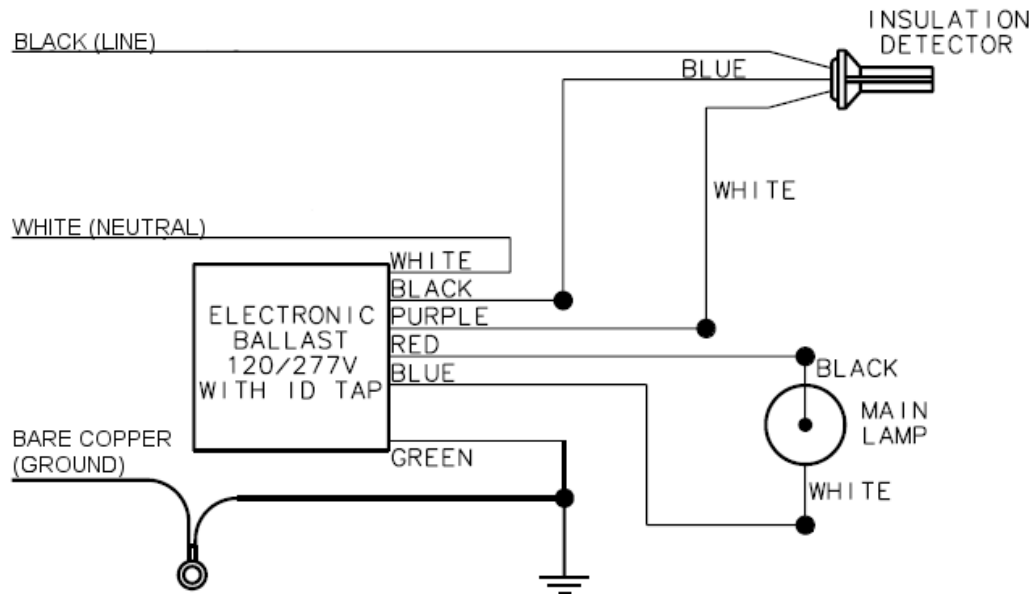 INSULATION
DETECTOR
BLACK (LINE)
BLUE
WHITE
WHITE (NEUTRAL)
WHITE
BLACK
PURPLE
RED
BLUE
GREEN
ELECTRONIC
BALLAST
120/277V
WITH ID TAP
BLACK
MAIN
LAMP
WHITE
BARE COPPER
(GROUND)